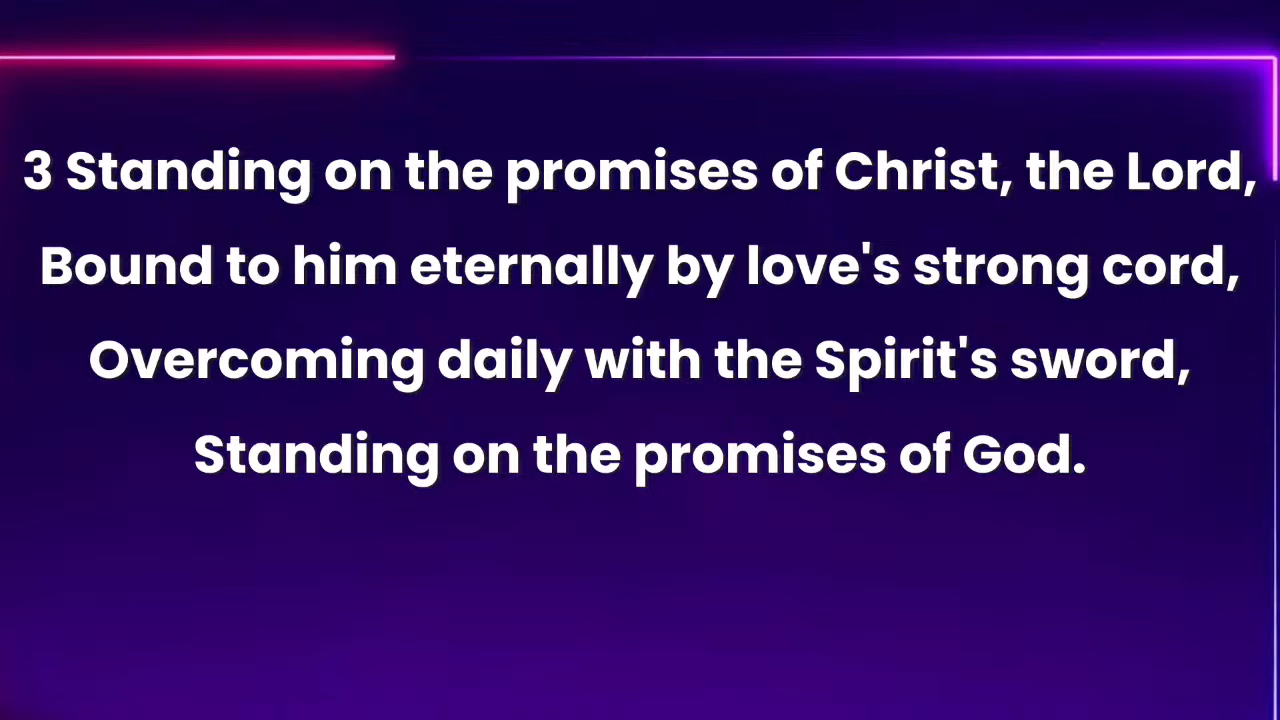 3 Standing on the promises of Christ, the Lord,
Bound to him eternally by love's strong cord,
Overcoming daily with the Spirit's sword,
Standing on the promises of God.